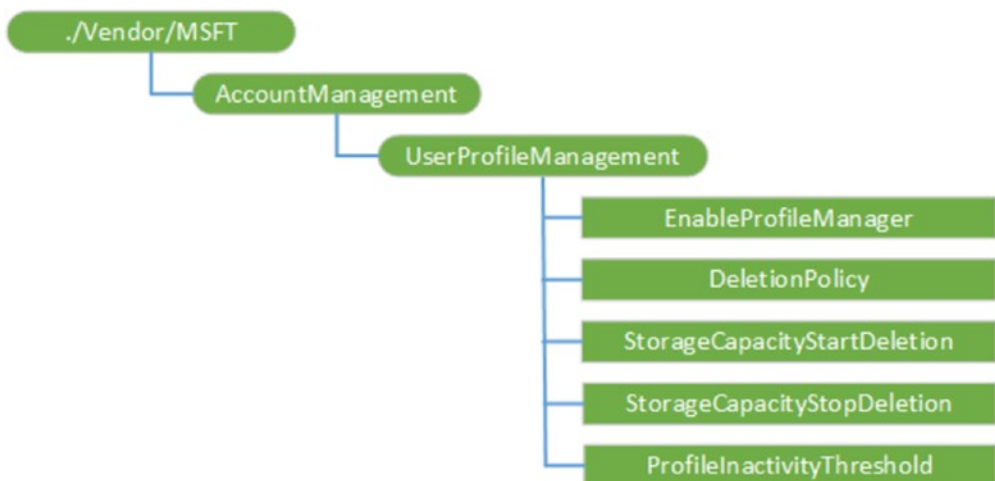 ./Vendor/MSFT
AccountManagement
UserProfileManagement
EnableProfileManager
DeletionPolicy
StorageCapacityStartDeletion
StorageCapacityStopDeletion
ProfileInactivityThreshold